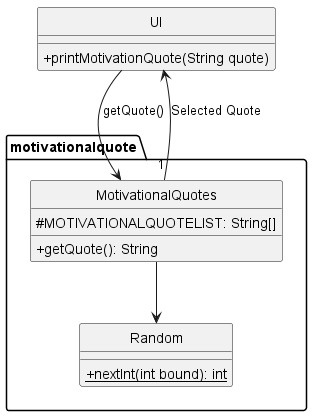 UI
+printMotivationQuote(String quote)
getQuote()
Selected Quote
motivationalquote
1
MotivationalQuotes
#MOTIVATIONALQUOTELIST: String[]
+getQuote(): String
Random
+nextInt(int bound): int